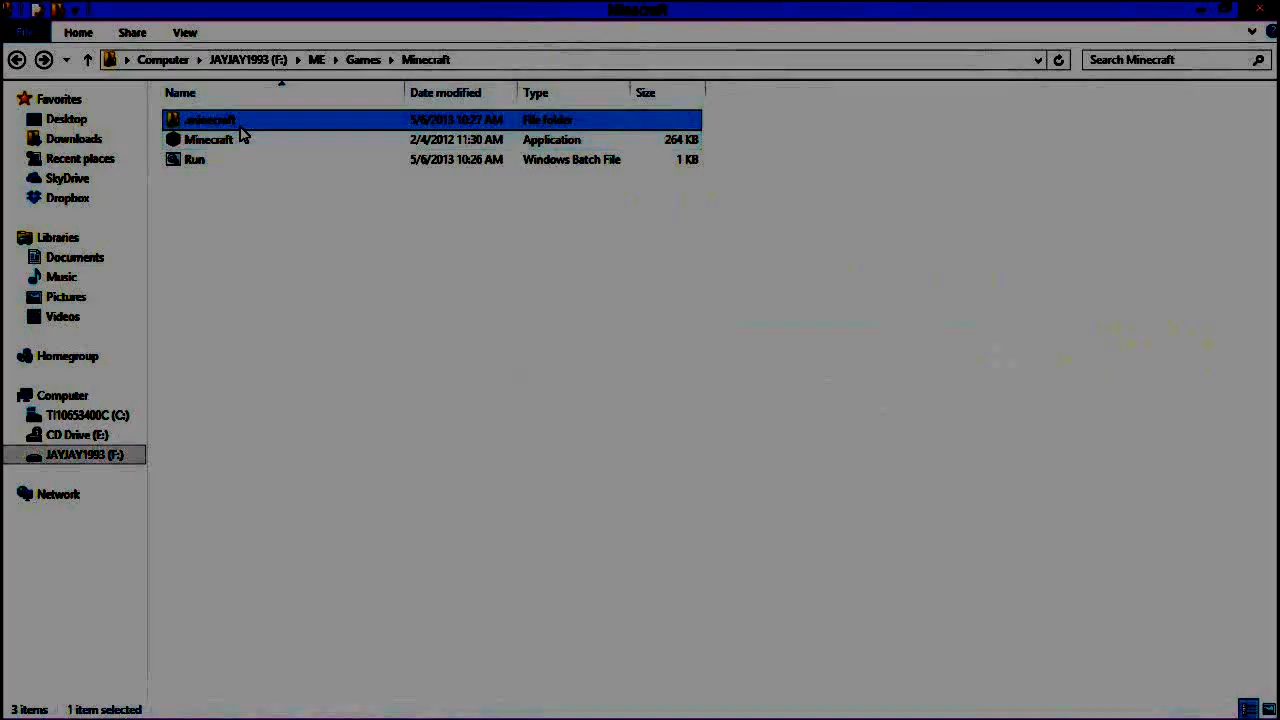 Minecraft
File Home Share View
Computer JAYJAY1993 (F:) ME Games Minecraft Search Minecraft
Name Date modified Type Size
.minecraft 5/6/2013 10:27 AM File folder
Minecraft 2/4/2012 11:30 AM Application 264 KB
Run 5/6/2013 10:26 AM Windows Batch File 1 KB
Favorites
Desktop
Downloads
Recent places
SkyDrive
Dropbox
Libraries
Documents
Music
Pictures
Videos
Homegroup
Computer
TI10653400C (C:)
CD Drive (E:)
JAYJAY1993 (F:)
Network
3 items 1 item selected